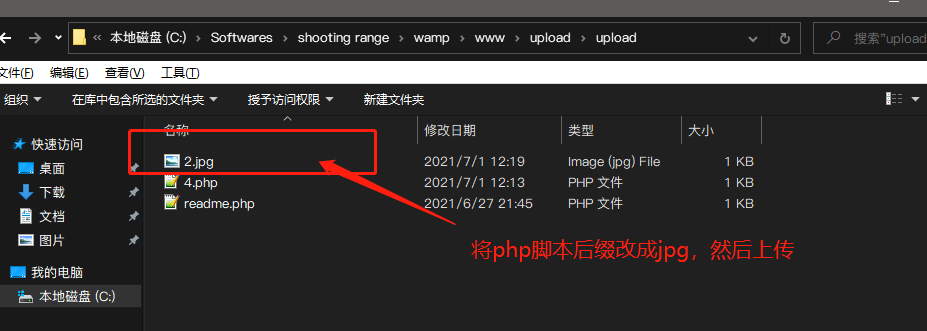 本地磁盘 (C:) Softwares shooting range wamp www upload upload 搜索"upload
文件(F) 编辑(E) 查看(V) 工具(T)
组织 在库中包含所选的文件夹 授予访问权限 新建文件夹
名称 修改日期 类型 大小
快速访问
桌面
下载
文档
图片
我的电脑
本地磁盘 (C:)
2.jpg 2021/7/1 12:19 Image (jpg) File 1 KB
4.php 2021/7/1 12:13 PHP 文件 1 KB
readme.php 2021/6/27 21:45 PHP 文件 1 KB
将php脚本后缀改成jpg，然后上传